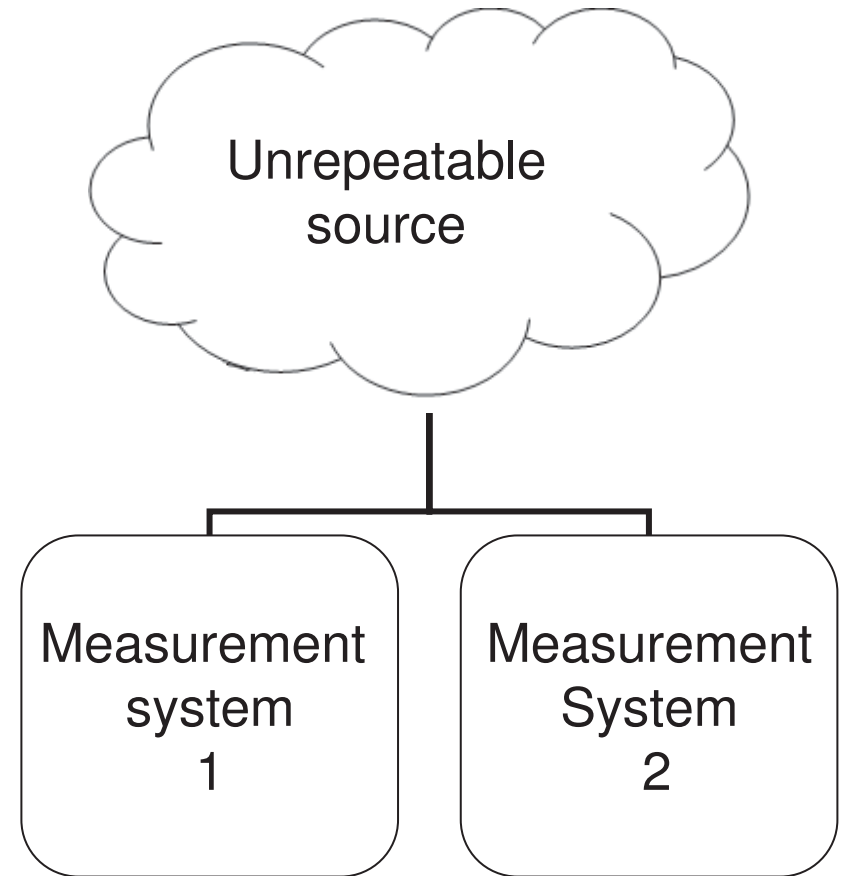 Unrepeatable
source
Measurement
system
1
Measurement
System
2